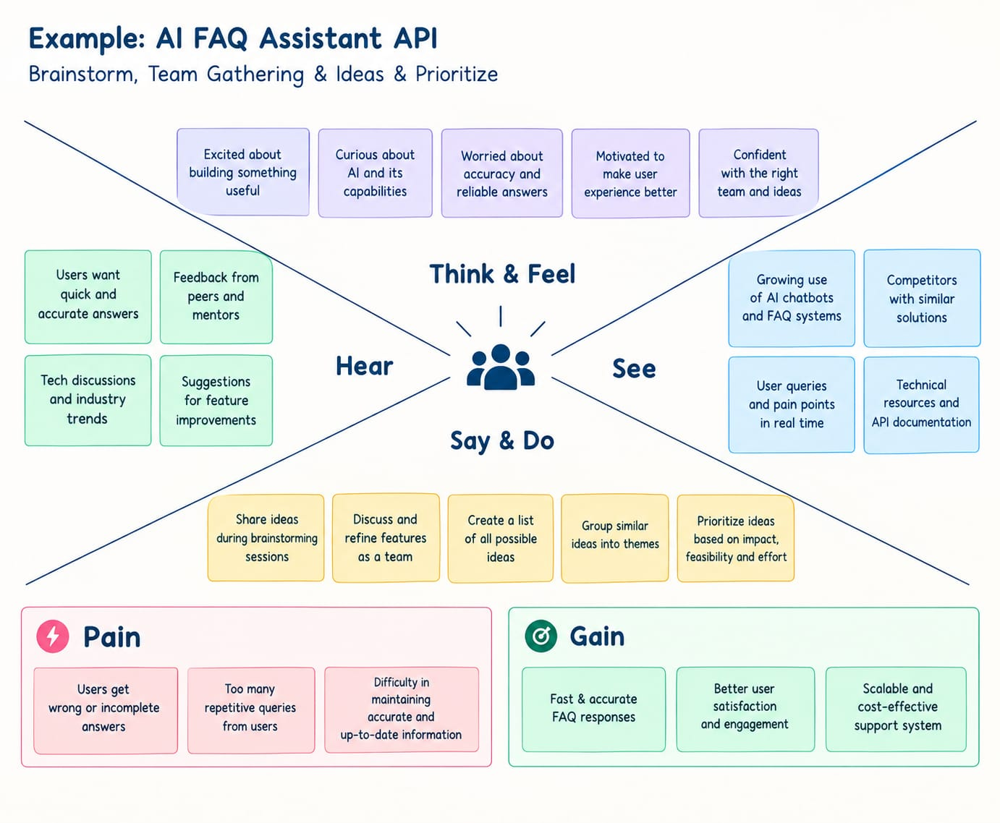 Example: AI FAQ Assistant API
Brainstorm, Team Gathering & Ideas & Prioritize
Excited about
building something
useful
Curious about
AI and its
capabilities
Worried about
accuracy and
reliable answers
Motivated to
make user
experience better
Confident
with the right
team and ideas
Think & Feel
Users want
quick and
accurate answers
Feedback from
peers and
mentors
Tech discussions
and industry
trends
Suggestions
for feature
improvements
Hear
See
Growing use
of AI chatbots
and FAQ systems
Competitors
with similar
solutions
User queries
and pain points
in real time
Technical
resources and
API documentation
Say & Do
Share ideas
during brainstorming
sessions
Discuss and
refine features
as a team
Create a list
of all possible
ideas
Group similar
ideas into themes
Prioritize ideas
based on impact,
feasibility and effort
Pain
Users get
wrong or incomplete
answers
Too many
repetitive queries
from users
Difficulty in
maintaining
accurate and
up-to-date information
Gain
Fast & accurate
FAQ responses
Better user
satisfaction
and engagement
Scalable and
cost-effective
support system